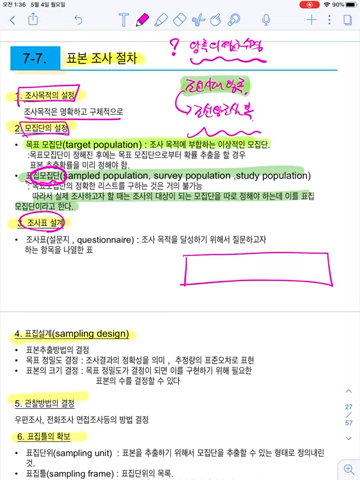 오후 1:36 5월 4일 월요일
?
7-7. 표본 조사 절차
1. 조사목적의 설정
조사목적은 명확하고 구체적으로
2. 모집단의 설정
• 목표 모집단(target population) : 조사 목적에 부합하는 이상적인 모집단.
:목표모집단이 정해진 후에는 목표 모집단으로부터 확률 추출을 할 경우
표본 추출확률을 미리 정해야 함.
• 표집모집단(sampled population, survey population ,study population)
: 목표모집단의 정확한 리스트를 구하는 것은 거의 불가능
따라서 실제 조사하고자 할 때는 조사의 대상이 되는 모집단을 따로 정해야 하는데 이를 표집
모집단이라고 한다.
3. 조사표 설계
• 조사표(설문지 , questionnaire) : 조사 목적을 달성하기 위해서 질문하고자
하는 항목을 나열한 표
4. 표집설계(sampling design)
• 표본추출방법의 결정
• 목표 정밀도 결정 : 조사결과의 정확성을 의미 , 추정량의 표준오차로 표현
• 표본의 크기 결정 : 목표 정밀도가 결정이 되면 이를 구현하기 위해 필요한
표본의 수를 결정할 수 있다
27
57
5. 관찰방법의 결정
우편조사, 전화조사 면접조사등의 방법 결정
6. 표집틀의 확보
• 표집단위(sampling unit) : 표본을 추출하기 위해서 모집단을 추출할 수 있는 형태로 정의내린
것.
• 표집틀(sampling frame) : 표집단위의 목록.